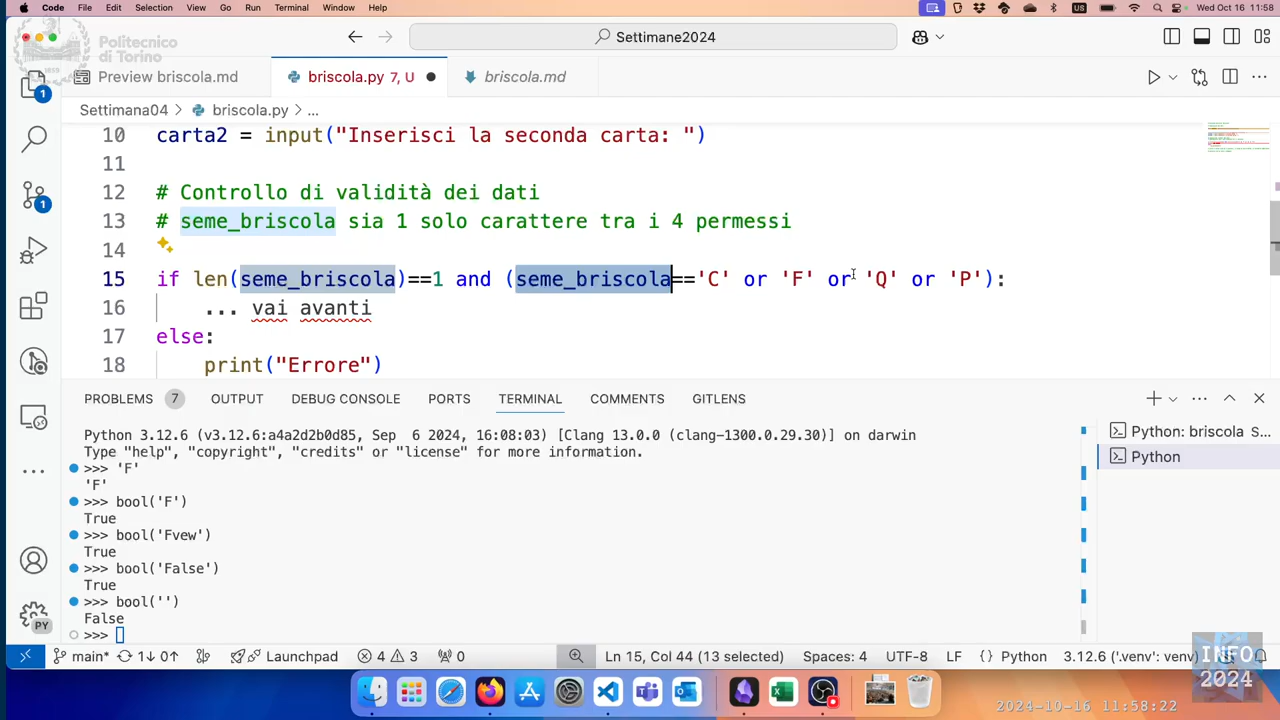 Code File Edit Selection View Go Run Terminal Window Help Wed Oct 16 11:58
Politecnico
di Torino
Settimane2024
Preview briscola.md briscola.py 7, U briscola.md
Settimana04 > briscola.py > ...
10 carta2 = input("Inserisci la seconda carta: ")
11
12 # Controllo di validità dei dati
13 # seme_briscola sia 1 solo carattere tra i 4 permessi
14
15 if len(seme_briscola)==1 and (seme_briscola=='C' or 'F' or 'Q' or 'P'):
16 ... vai avanti
17 else:
18 print("Errore")
PROBLEMS 7 OUTPUT DEBUG CONSOLE PORTS TERMINAL COMMENTS GITLENS
Python 3.12.6 (v3.12.6:a4a2d2b0d85, Sep 6 2024, 16:08:03) [Clang 13.0.0 (clang-1300.0.29.30)] on darwin
Type "help", "copyright", "credits" or "license" for more information.
>>> 'F'
'F'
>>> bool('F')
True
>>> bool('Fvew')
True
>>> bool('False')
True
>>> bool('')
False
>>>
Python: briscola S...
Python
1
1
PY
main* 1↓ 0↑ Launchpad 4 3 0 Ln 15, Col 44 (13 selected) Spaces: 4 UTF-8 LF {} Python 3.12.6 ('.venv': venv)
INFO
2024
2024-10-16 11:58:22